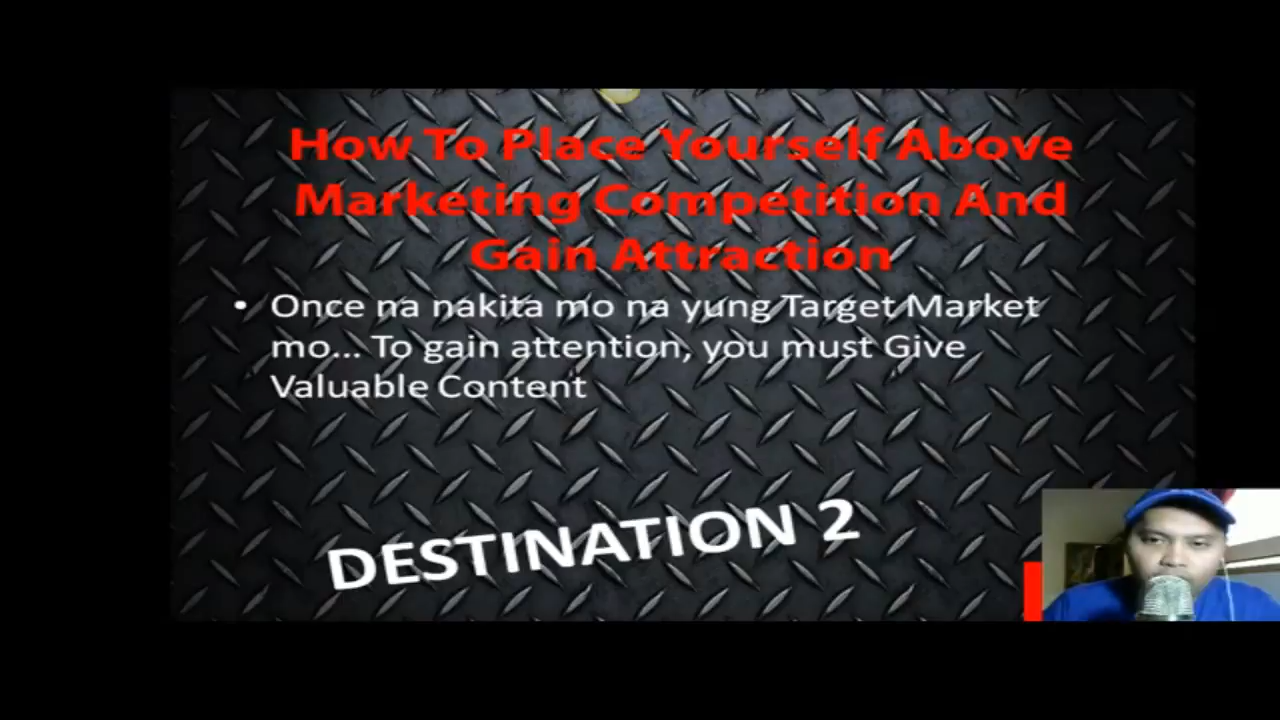 How To Place Yourself Above
Marketing Competition And
Gain Attraction
• Once na nakita mo na yung Target Market
mo... To gain attention, you must Give
Valuable Content
DESTINATION 2